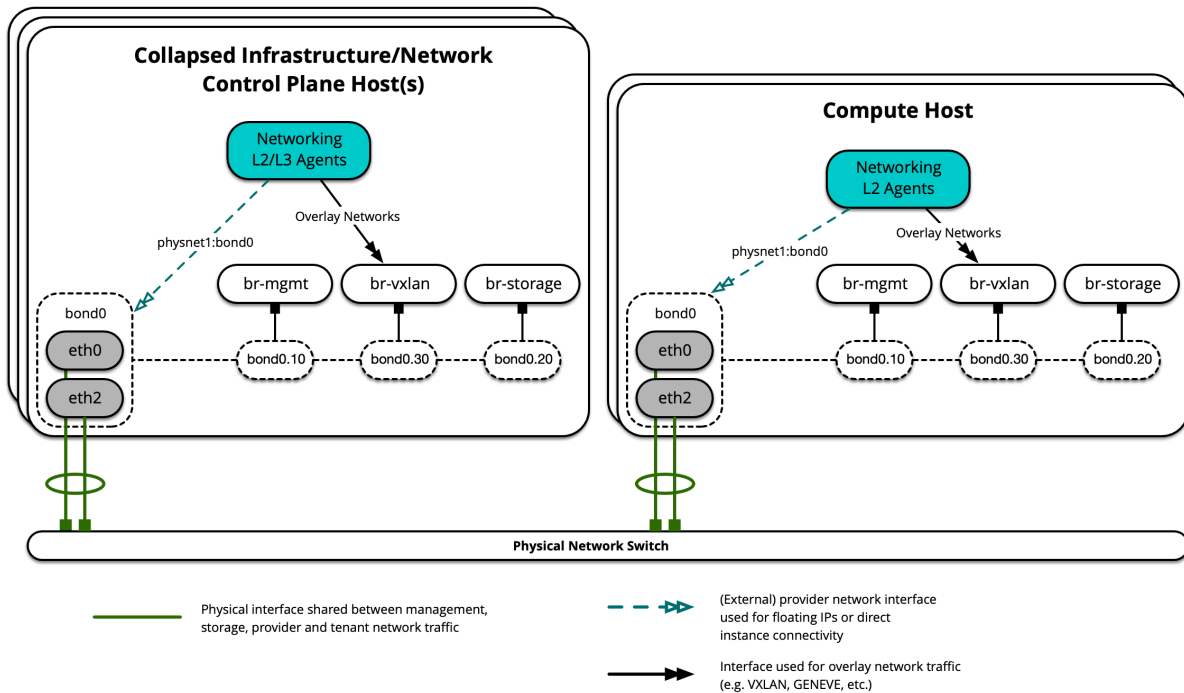 Collapsed Infrastructure/Network
Control Plane Host(s)
Networking
L2/L3 Agents
Overlay Networks
physnet1:bond0
br-mgmt
br-vxlan
br-storage
bond0
eth0
eth2
bond0.10
bond0.30
bond0.20
Compute Host
Networking
L2 Agents
Overlay Networks
physnet1:bond0
br-mgmt
br-vxlan
br-storage
bond0
eth0
eth2
bond0.10
bond0.30
bond0.20
Physical Network Switch
Physical interface shared between management,
storage, provider and tenant network traffic
(External) provider network interface
used for floating IPs or direct
instance connectivity
Interface used for overlay network traffic
(e.g. VXLAN, GENEVE, etc.)